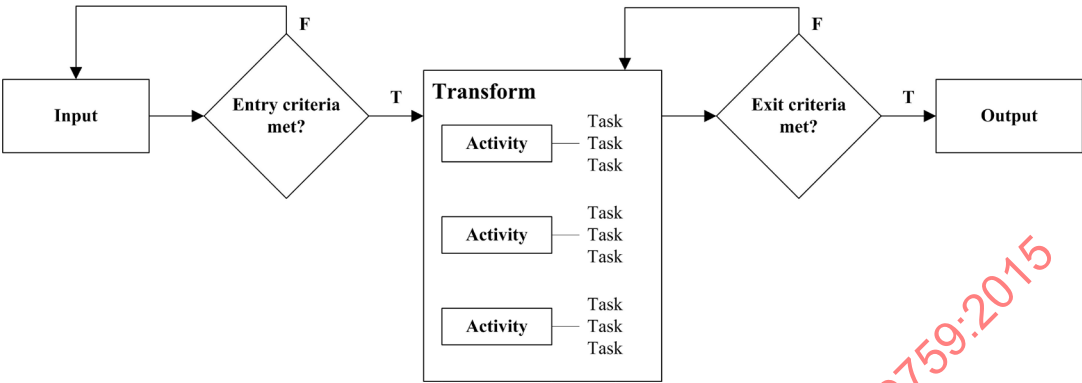 F
F
Input
Entry criteria
met?
T
Transform
Activity
Task
Task
Task
Activity
Task
Task
Task
Activity
Task
Task
Task
Exit criteria
met?
T
Output
759:2015